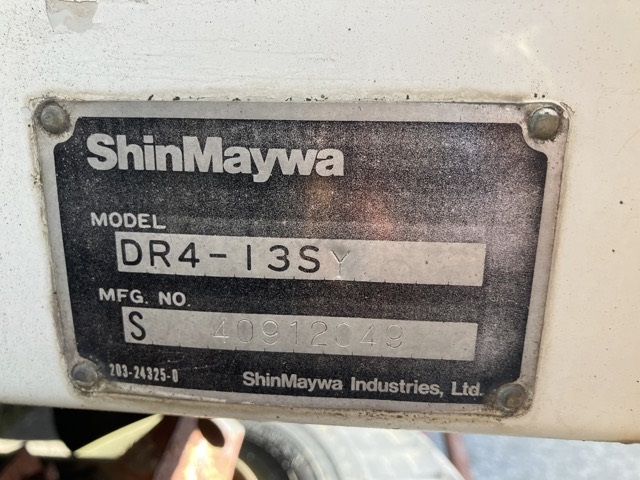 ShinMaywa
MODEL
DR4-13SY
MFG. NO.
S 40912049
203-24325-0
ShinMaywa Industries, Ltd.